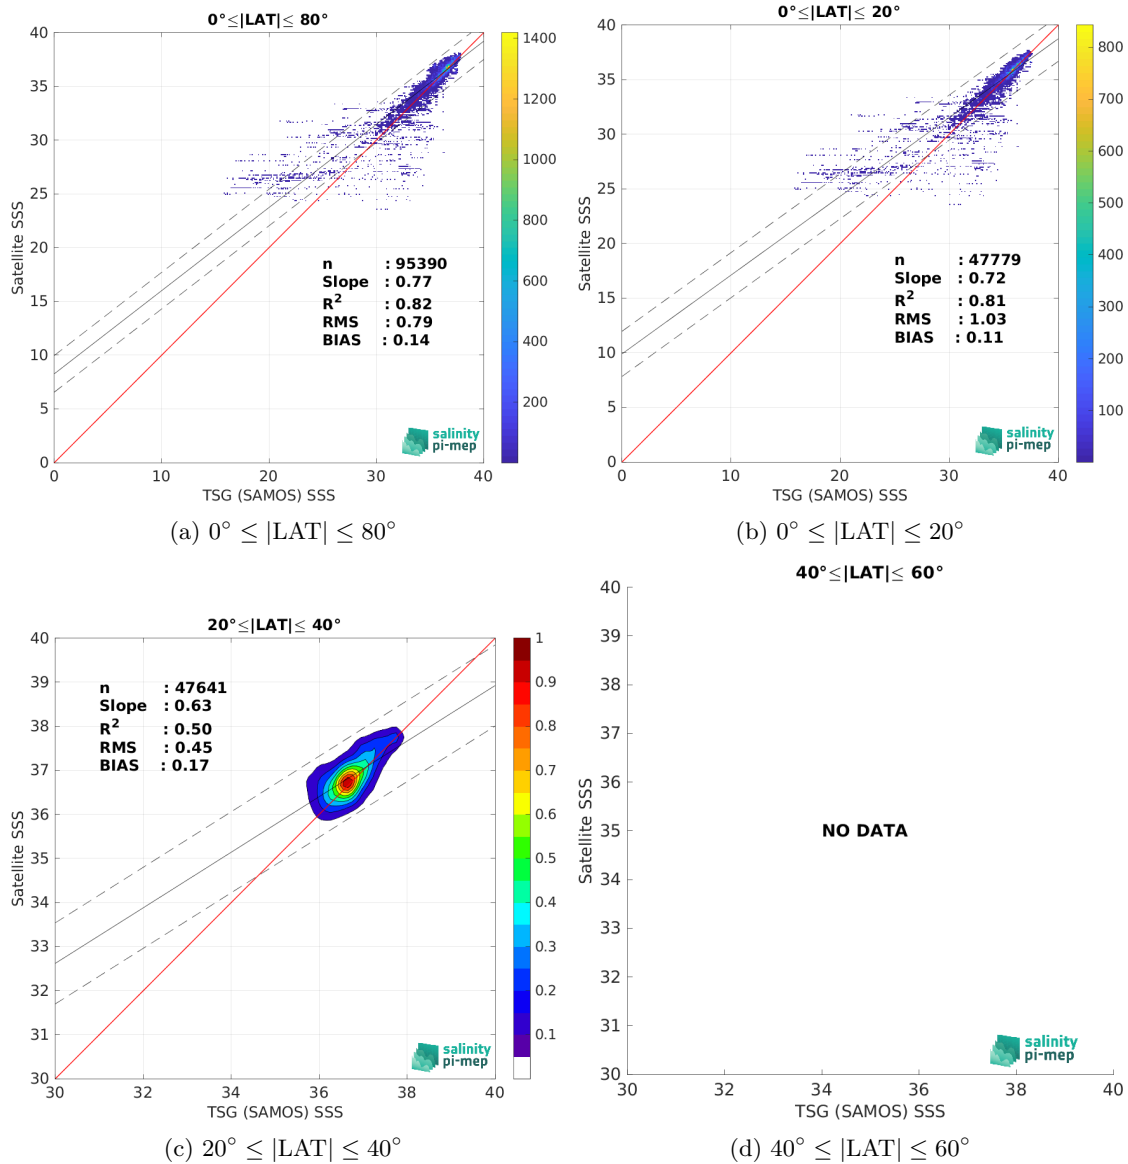 0°≤|LAT|≤ 80°
40
35
30
25
20
15
10
5
0
Satellite SSS
n : 95390
Slope : 0.77
R² : 0.82
RMS : 0.79
BIAS : 0.14
salinity
pi-mep
0 10 20 30 40
TSG (SAMOS) SSS
1400
1200
1000
800
600
400
200
(a) 0° ≤ |LAT| ≤ 80°
0°≤|LAT|≤ 20°
40
35
30
25
20
15
10
5
0
Satellite SSS
n : 47779
Slope : 0.72
R² : 0.81
RMS : 1.03
BIAS : 0.11
salinity
pi-mep
0 10 20 30 40
TSG (SAMOS) SSS
800
700
600
500
400
300
200
100
(b) 0° ≤ |LAT| ≤ 20°
20°≤|LAT|≤ 40°
40
39
38
37
36
35
34
33
32
31
30
Satellite SSS
n : 47641
Slope : 0.63
R² : 0.50
RMS : 0.45
BIAS : 0.17
salinity
pi-mep
30 32 34 36 38 40
TSG (SAMOS) SSS
1
0.9
0.8
0.7
0.6
0.5
0.4
0.3
0.2
0.1
(c) 20° ≤ |LAT| ≤ 40°
40°≤|LAT|≤ 60°
40
39
38
37
36
35
34
33
32
31
30
Satellite SSS
NO DATA
salinity
pi-mep
30 32 34 36 38 40
TSG (SAMOS) SSS
(d) 40° ≤ |LAT| ≤ 60°